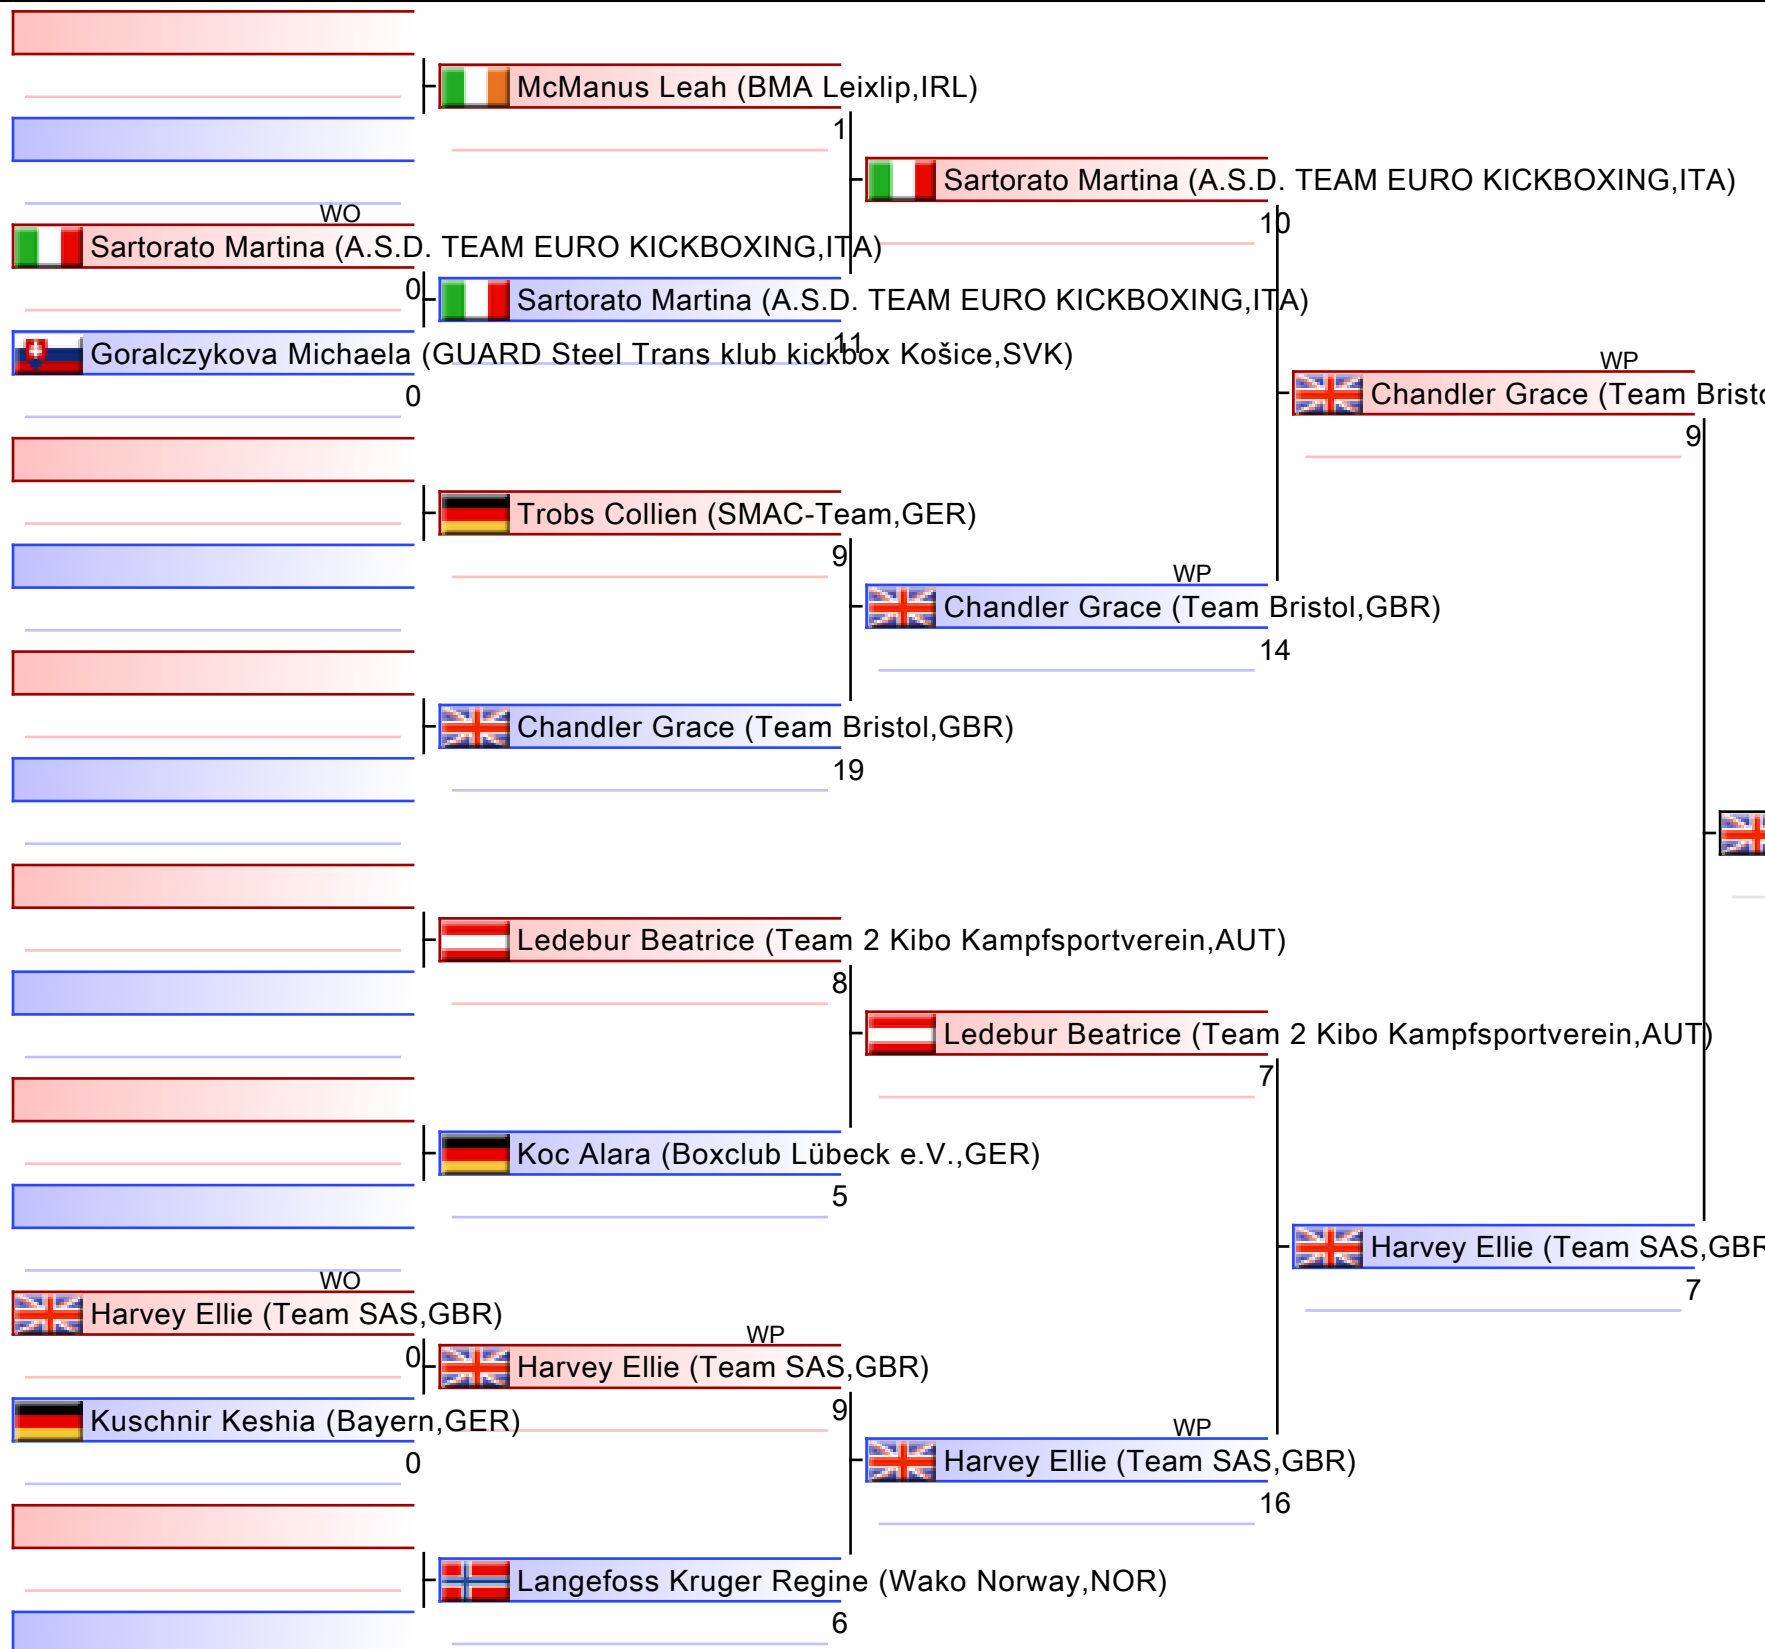 McManus Leah (BMA Leixlip,IRL)
1
Sartorato Martina (A.S.D. TEAM EURO KICKBOXING,ITA)
10
WO
Sartorato Martina (A.S.D. TEAM EURO KICKBOXING,ITA)
0
Sartorato Martina (A.S.D. TEAM EURO KICKBOXING,ITA)
11
Goralczykova Michaela (GUARD Steel Trans klub kickbox Košice,SVK)
0
WP
Chandler Grace (Team Bristo
9
Trobs Collien (SMAC-Team,GER)
9
WP
Chandler Grace (Team Bristol,GBR)
14
Chandler Grace (Team Bristol,GBR)
19
Ledebur Beatrice (Team 2 Kibo Kampfsportverein,AUT)
8
Ledebur Beatrice (Team 2 Kibo Kampfsportverein,AUT)
7
Koc Alara (Boxclub Lübeck e.V.,GER)
5
Harvey Ellie (Team SAS,GBR
7
WO
Harvey Ellie (Team SAS,GBR)
0
WP
Harvey Ellie (Team SAS,GBR)
9
Kuschnir Keshia (Bayern,GER)
0
WP
Harvey Ellie (Team SAS,GBR)
16
Langefoss Kruger Regine (Wako Norway,NOR)
6